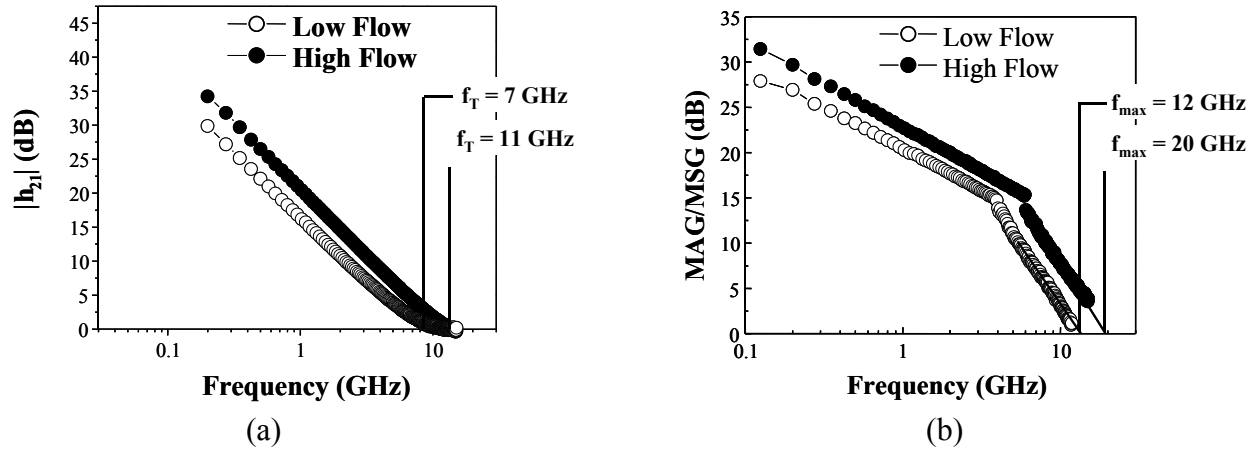 45
40
35
30
25
20
15
10
5
0
|h21| (dB)
Low Flow
High Flow
fT = 7 GHz
fT = 11 GHz
0.1
1
10
Frequency (GHz)
(a)
35
30
25
20
15
10
5
0
MAG/MSG (dB)
Low Flow
High Flow
fmax = 12 GHz
fmax = 20 GHz
0.1
1
10
Frequency (GHz)
(b)